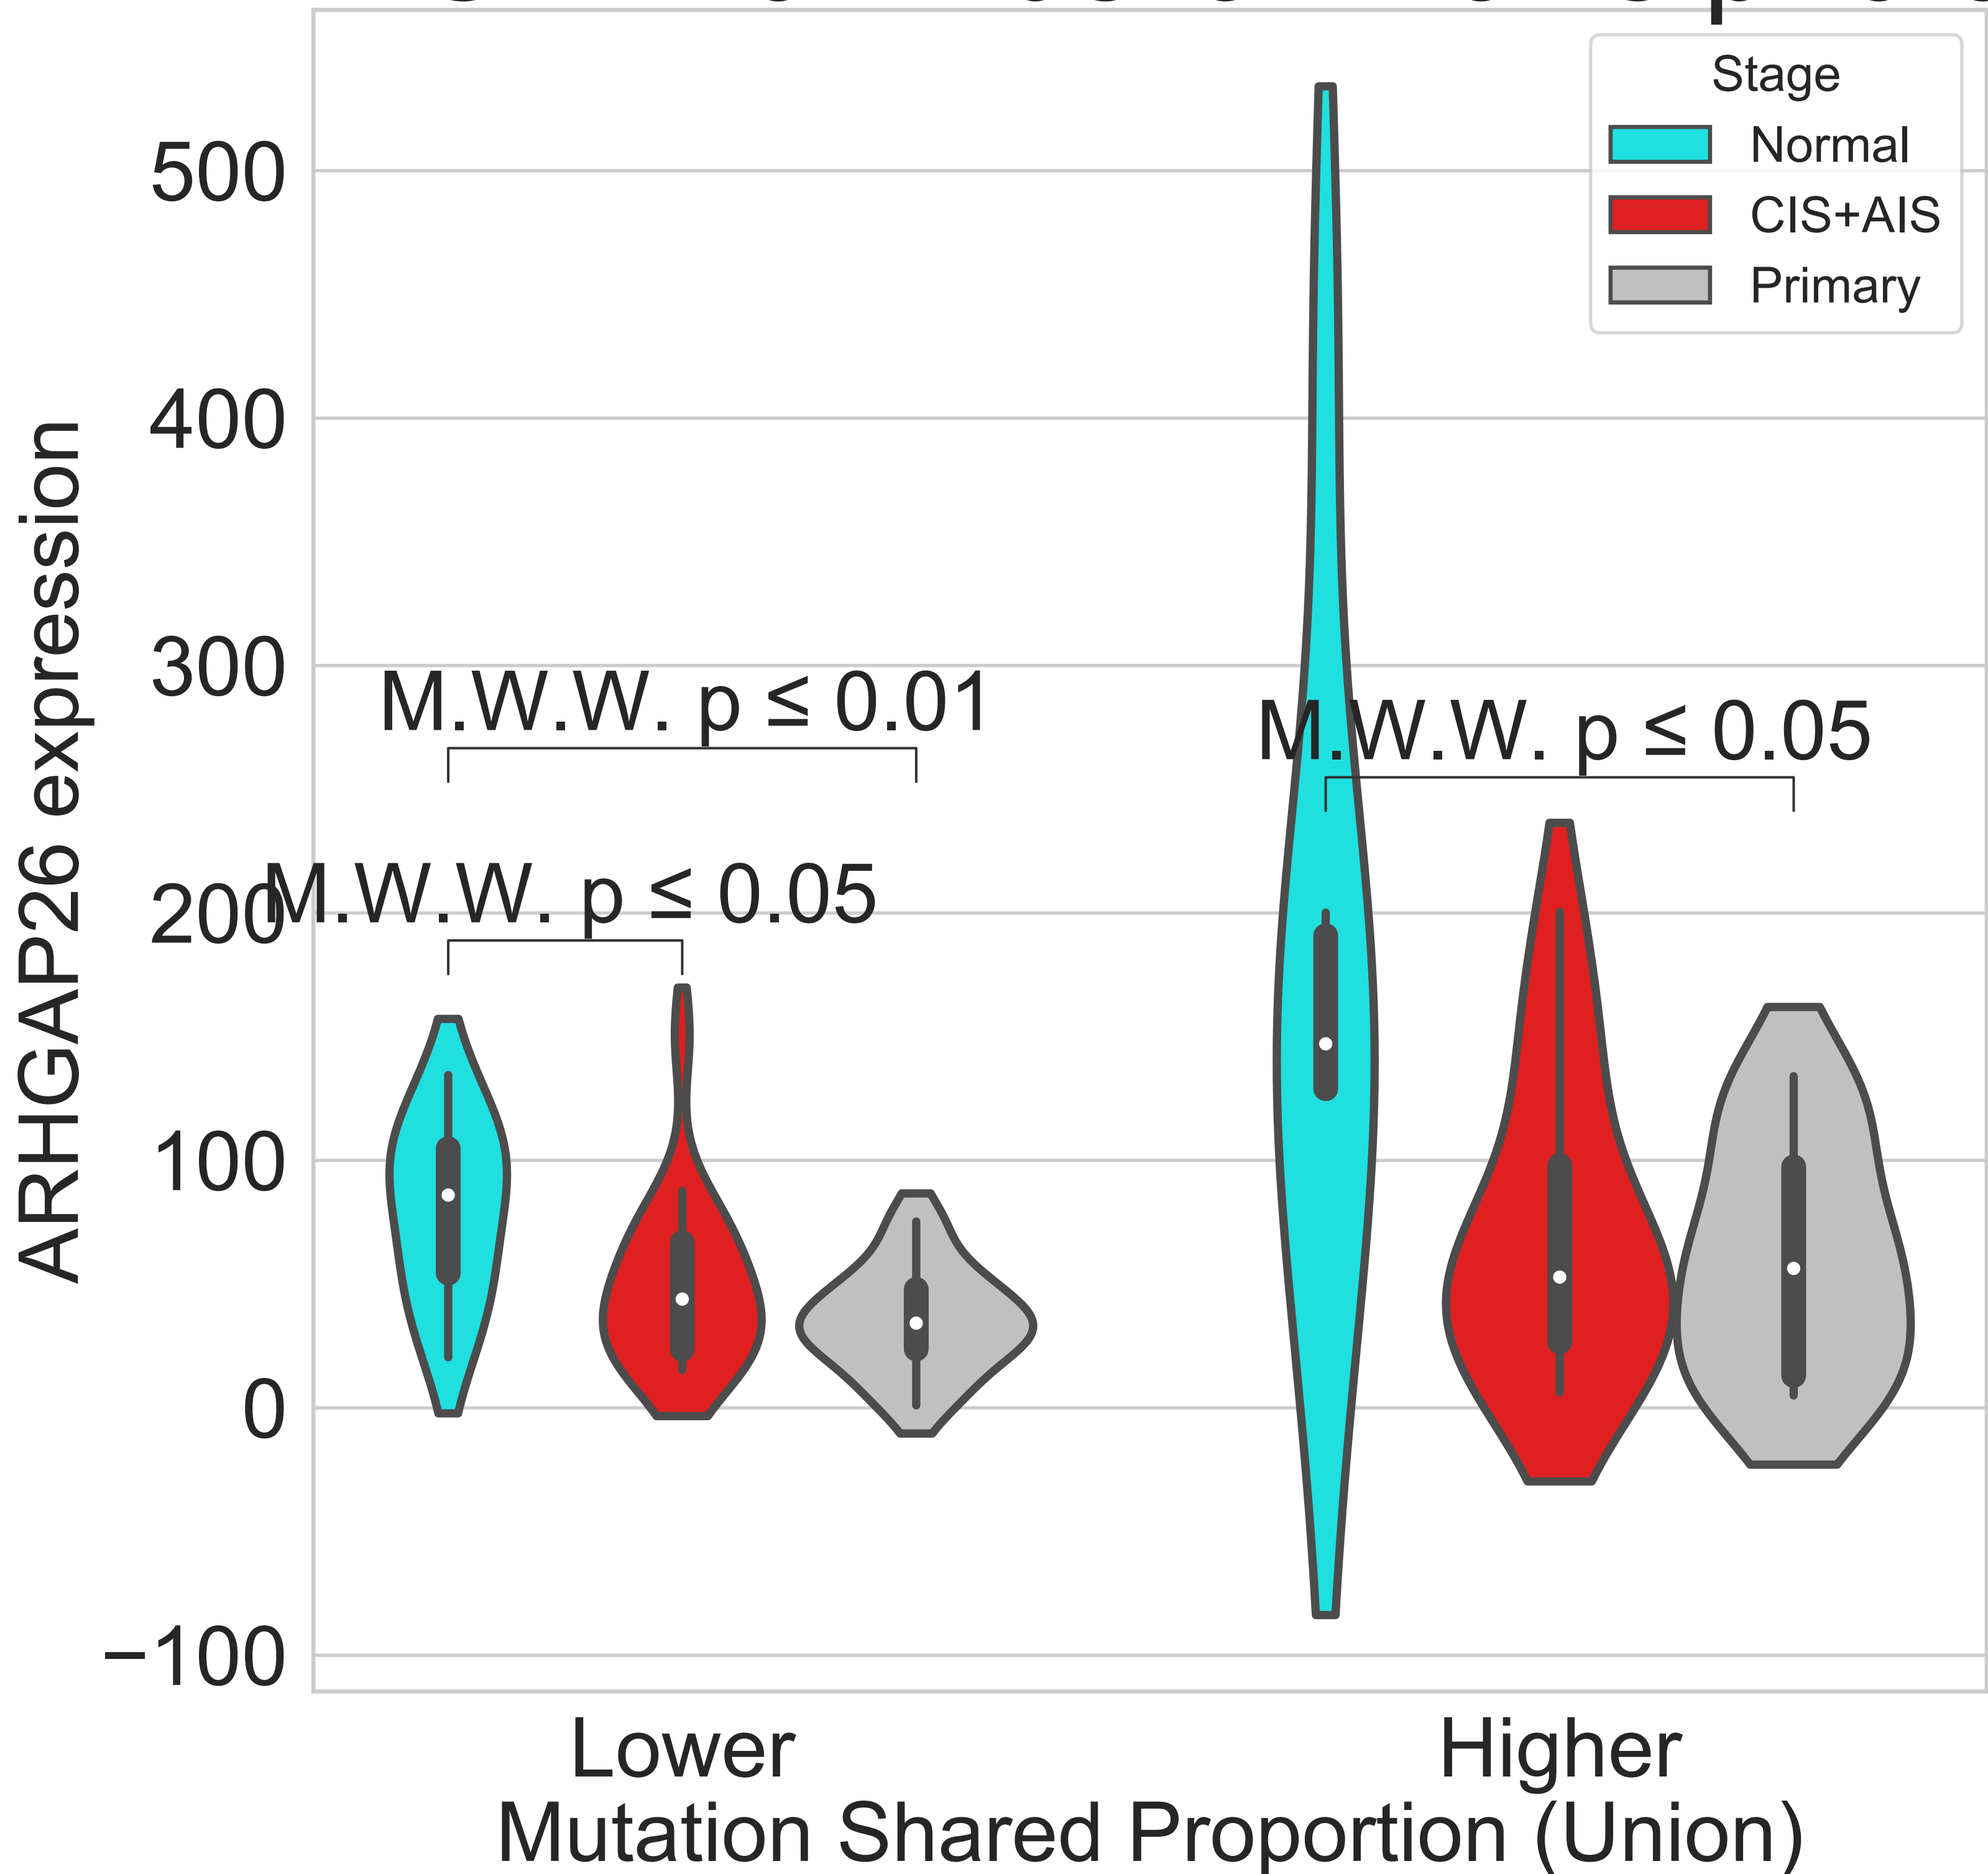 Stage
Normal
CIS+AIS
Primary
500
400
300
200
100
0
−100
ARHGAP26 expression
M.W.W. p ≤ 0.01
M.W.W. p ≤ 0.05
M.W.W. p ≤ 0.05
Lower
Higher
Mutation Shared Proportion (Union)